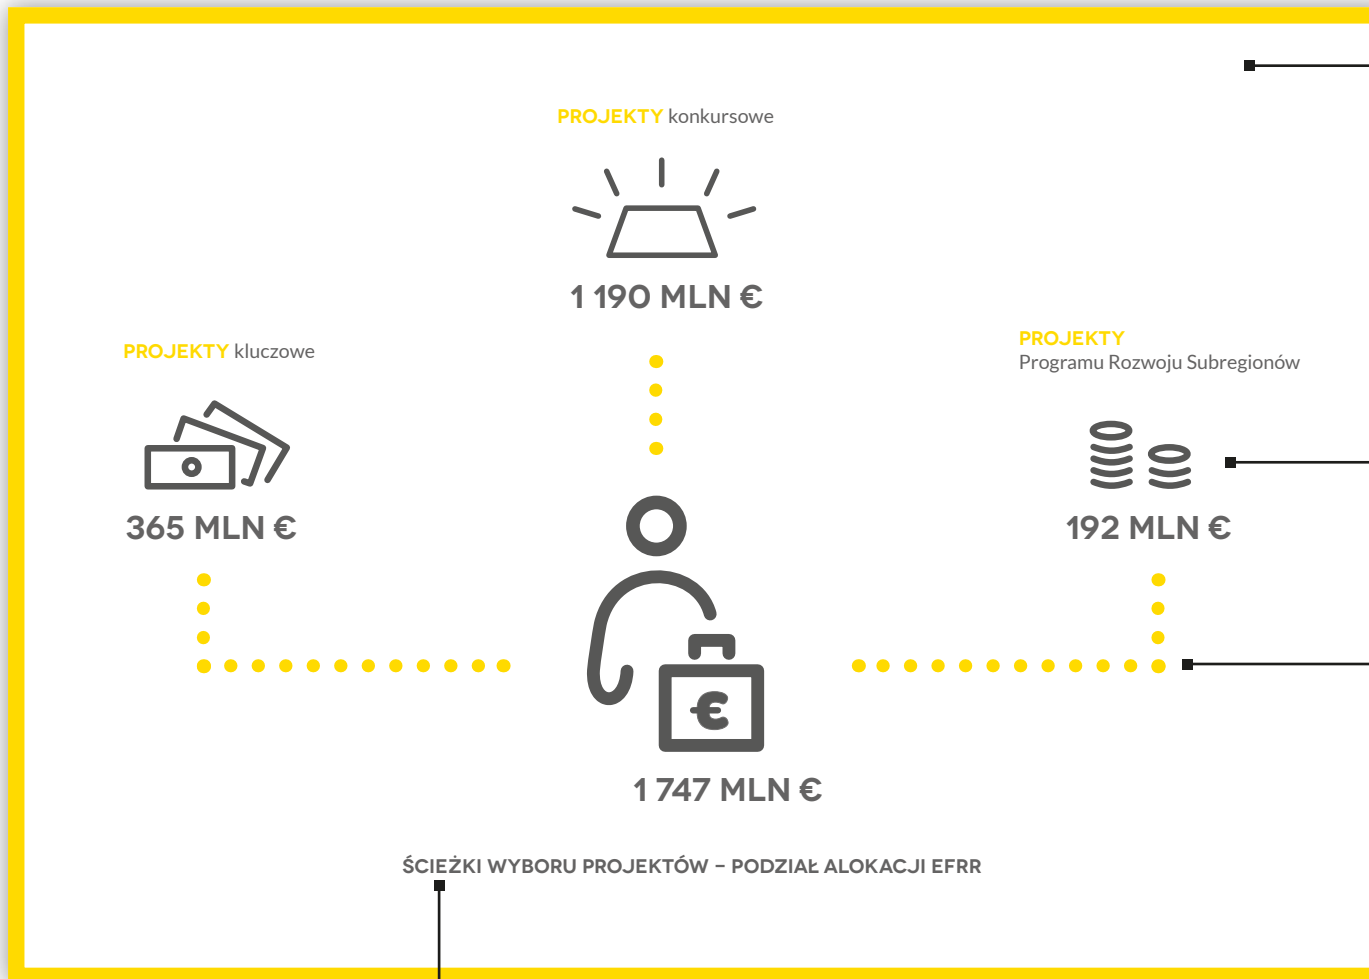 PROJEKTY konkursowe
1 190 MLN €
PROJEKTY kluczowe
365 MLN €
PROJEKTY
Programu Rozwoju Subregionów
192 MLN €
€
1 747 MLN €
ŚCIEŻKI WYBORU PROJEKTÓW – PODZIAŁ ALOKACJI EFRR